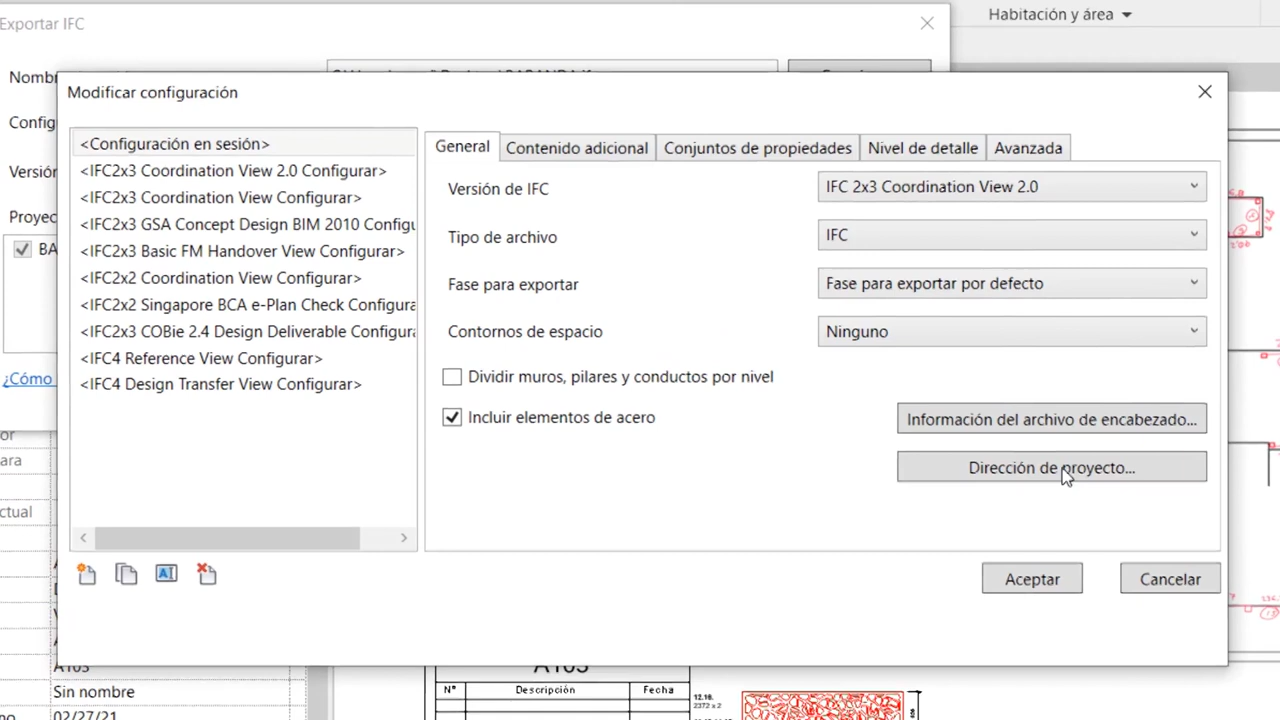 Exportar IFC
Habitación y área
Nombr
Modificar configuración
Config
<Configuración en sesión>
<IFC2x3 Coordination View 2.0 Configurar>
<IFC2x3 Coordination View Configurar>
<IFC2x3 GSA Concept Design BIM 2010 Configu
<IFC2x3 Basic FM Handover View Configurar>
<IFC2x2 Coordination View Configurar>
<IFC2x2 Singapore BCA e-Plan Check Configura
<IFC2x3 COBie 2.4 Design Deliverable Configura
<IFC4 Reference View Configurar>
<IFC4 Design Transfer View Configurar>
General
Contenido adicional
Conjuntos de propiedades
Nivel de detalle
Avanzada
Versión de IFC
IFC 2x3 Coordination View 2.0
Tipo de archivo
IFC
Fase para exportar
Fase para exportar por defecto
Contornos de espacio
Ninguno
Dividir muros, pilares y conductos por nivel
Incluir elementos de acero
Información del archivo de encabezado...
Dirección de proyecto...
Aceptar
Cancelar
Versió
Proyec
BA
¿Cómo
or
ara
ctual
A103
Sin nombre
02/27/21
A103
N°
Descripción
Fecha
12.16.
2372 x 2